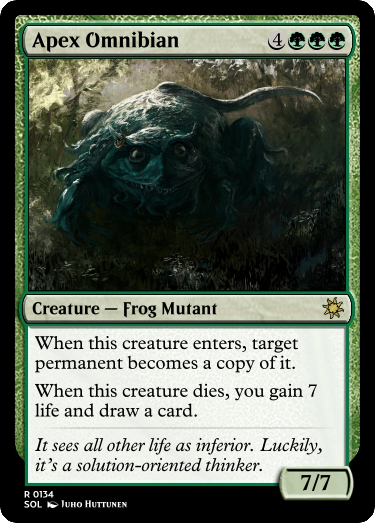 Apex Omnibian 4
Creature — Frog Mutant
When this creature enters, target
permanent becomes a copy of it.
When this creature dies, you gain 7
life and draw a card.
It sees all other life as inferior. Luckily,
it's a solution-oriented thinker.
7/7
R 0134
SOL Juho Huttunen